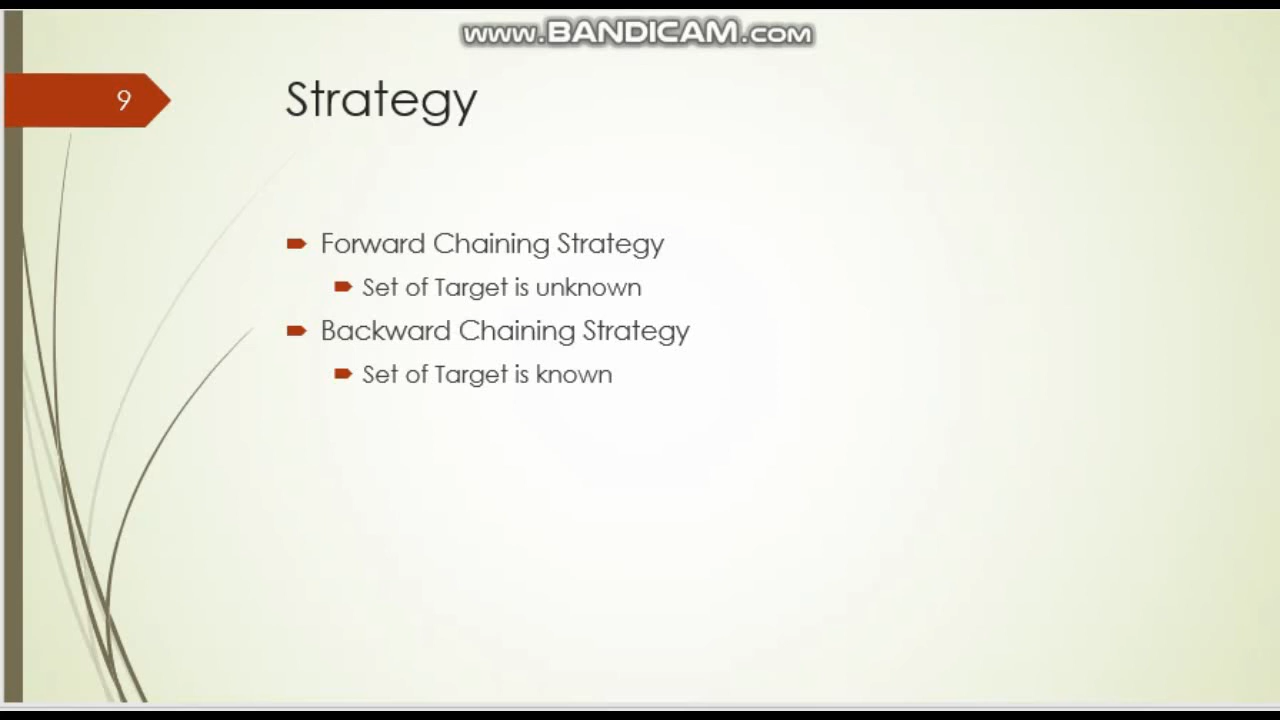 www.BANDICAM.com
9
Strategy
Forward Chaining Strategy
Set of Target is unknown
Backward Chaining Strategy
Set of Target is known